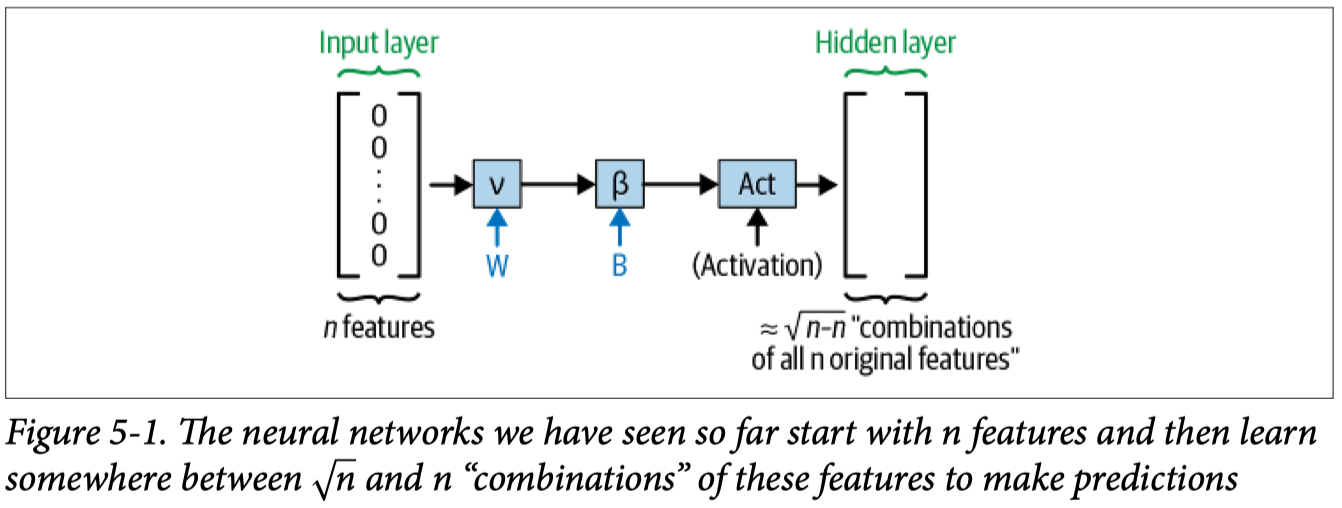 Input layer
Hidden layer
0
0
⋮
0
0
ν
β
Act
W
B
(Activation)
n features
≈ √n–n "combinations
of all n original features"
Figure 5-1. The neural networks we have seen so far start with n features and then learn
somewhere between √n and n “combinations” of these features to make predictions